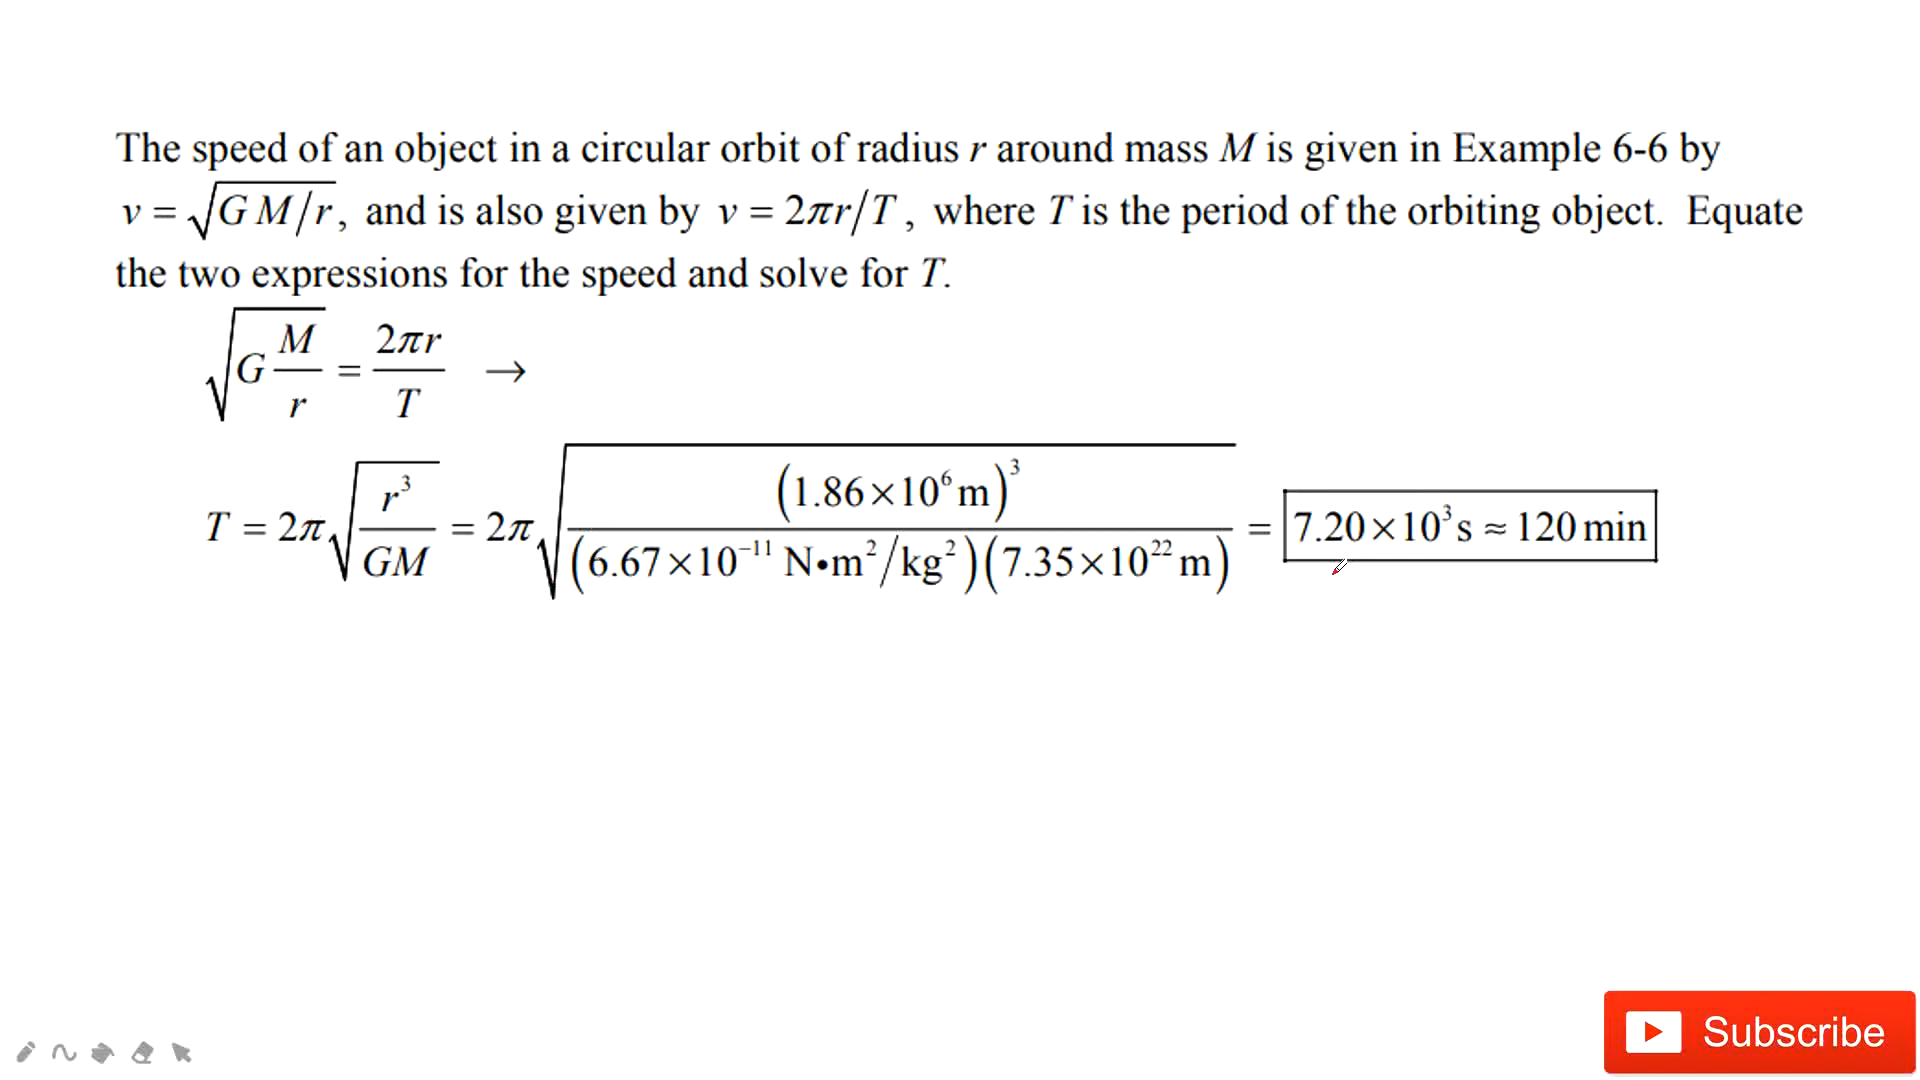 The speed of an object in a circular orbit of radius r around mass M is given in Example 6-6 by
v = √(G M/r), and is also given by v = 2πr/T, where T is the period of the orbiting object. Equate
the two expressions for the speed and solve for T.
√(G M/r) = 2πr/T →
T = 2π√(r³/GM) = 2π√((1.86×10⁶ m)³/((6.67×10⁻¹¹ N•m²/kg²)(7.35×10²² m))) = 7.20×10³ s ≈ 120 min
Subscribe